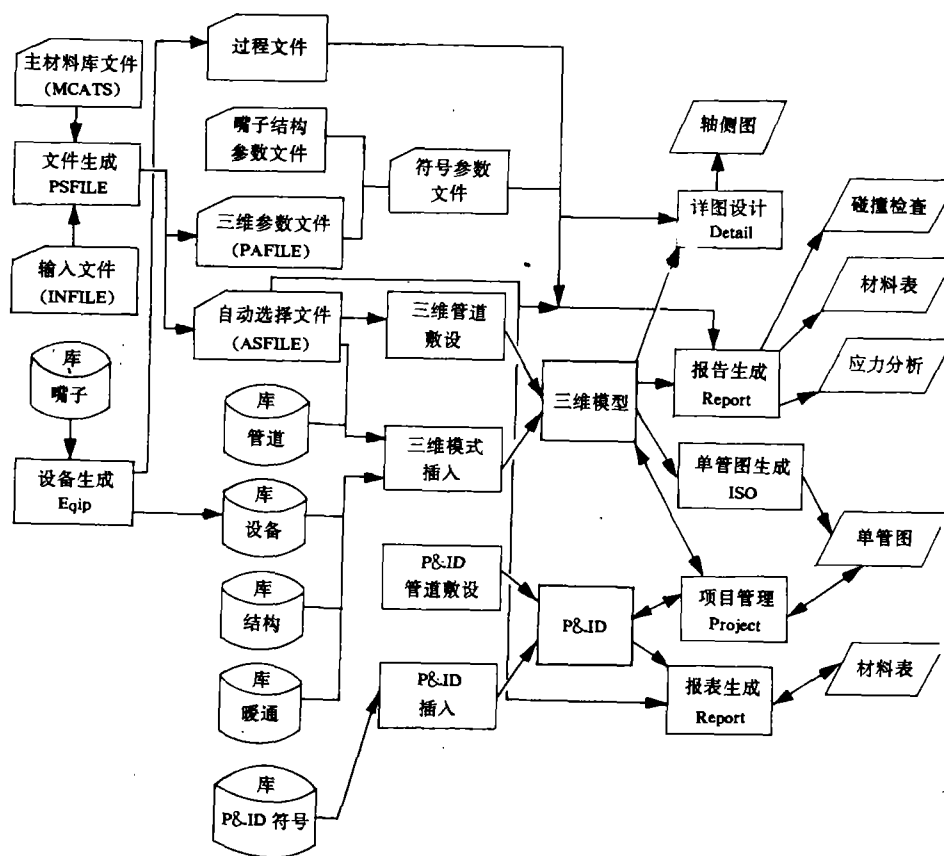 过程文件
主材料库文件
(MCATS)
嘴子结构
参数文件
轴侧图
文件生成
PSFILE
符号参数
文件
详图设计
Detail
碰撞检查
三维参数文件
(PAFILE)
输入文件
(INFILE)
材料表
自动选择文件
(ASFILE)
三维管道
敷设
库
嘴子
三维模型
报告生成
Report
应力分析
库
管道
三维模式
插入
单管图生成
ISO
设备生成
Eqip
库
设备
单管图
P&ID
管道敷设
库
结构
P&ID
项目管理
Project
库
暖通
P&ID
插入
报表生成
Report
材料表
库
P&ID 符号